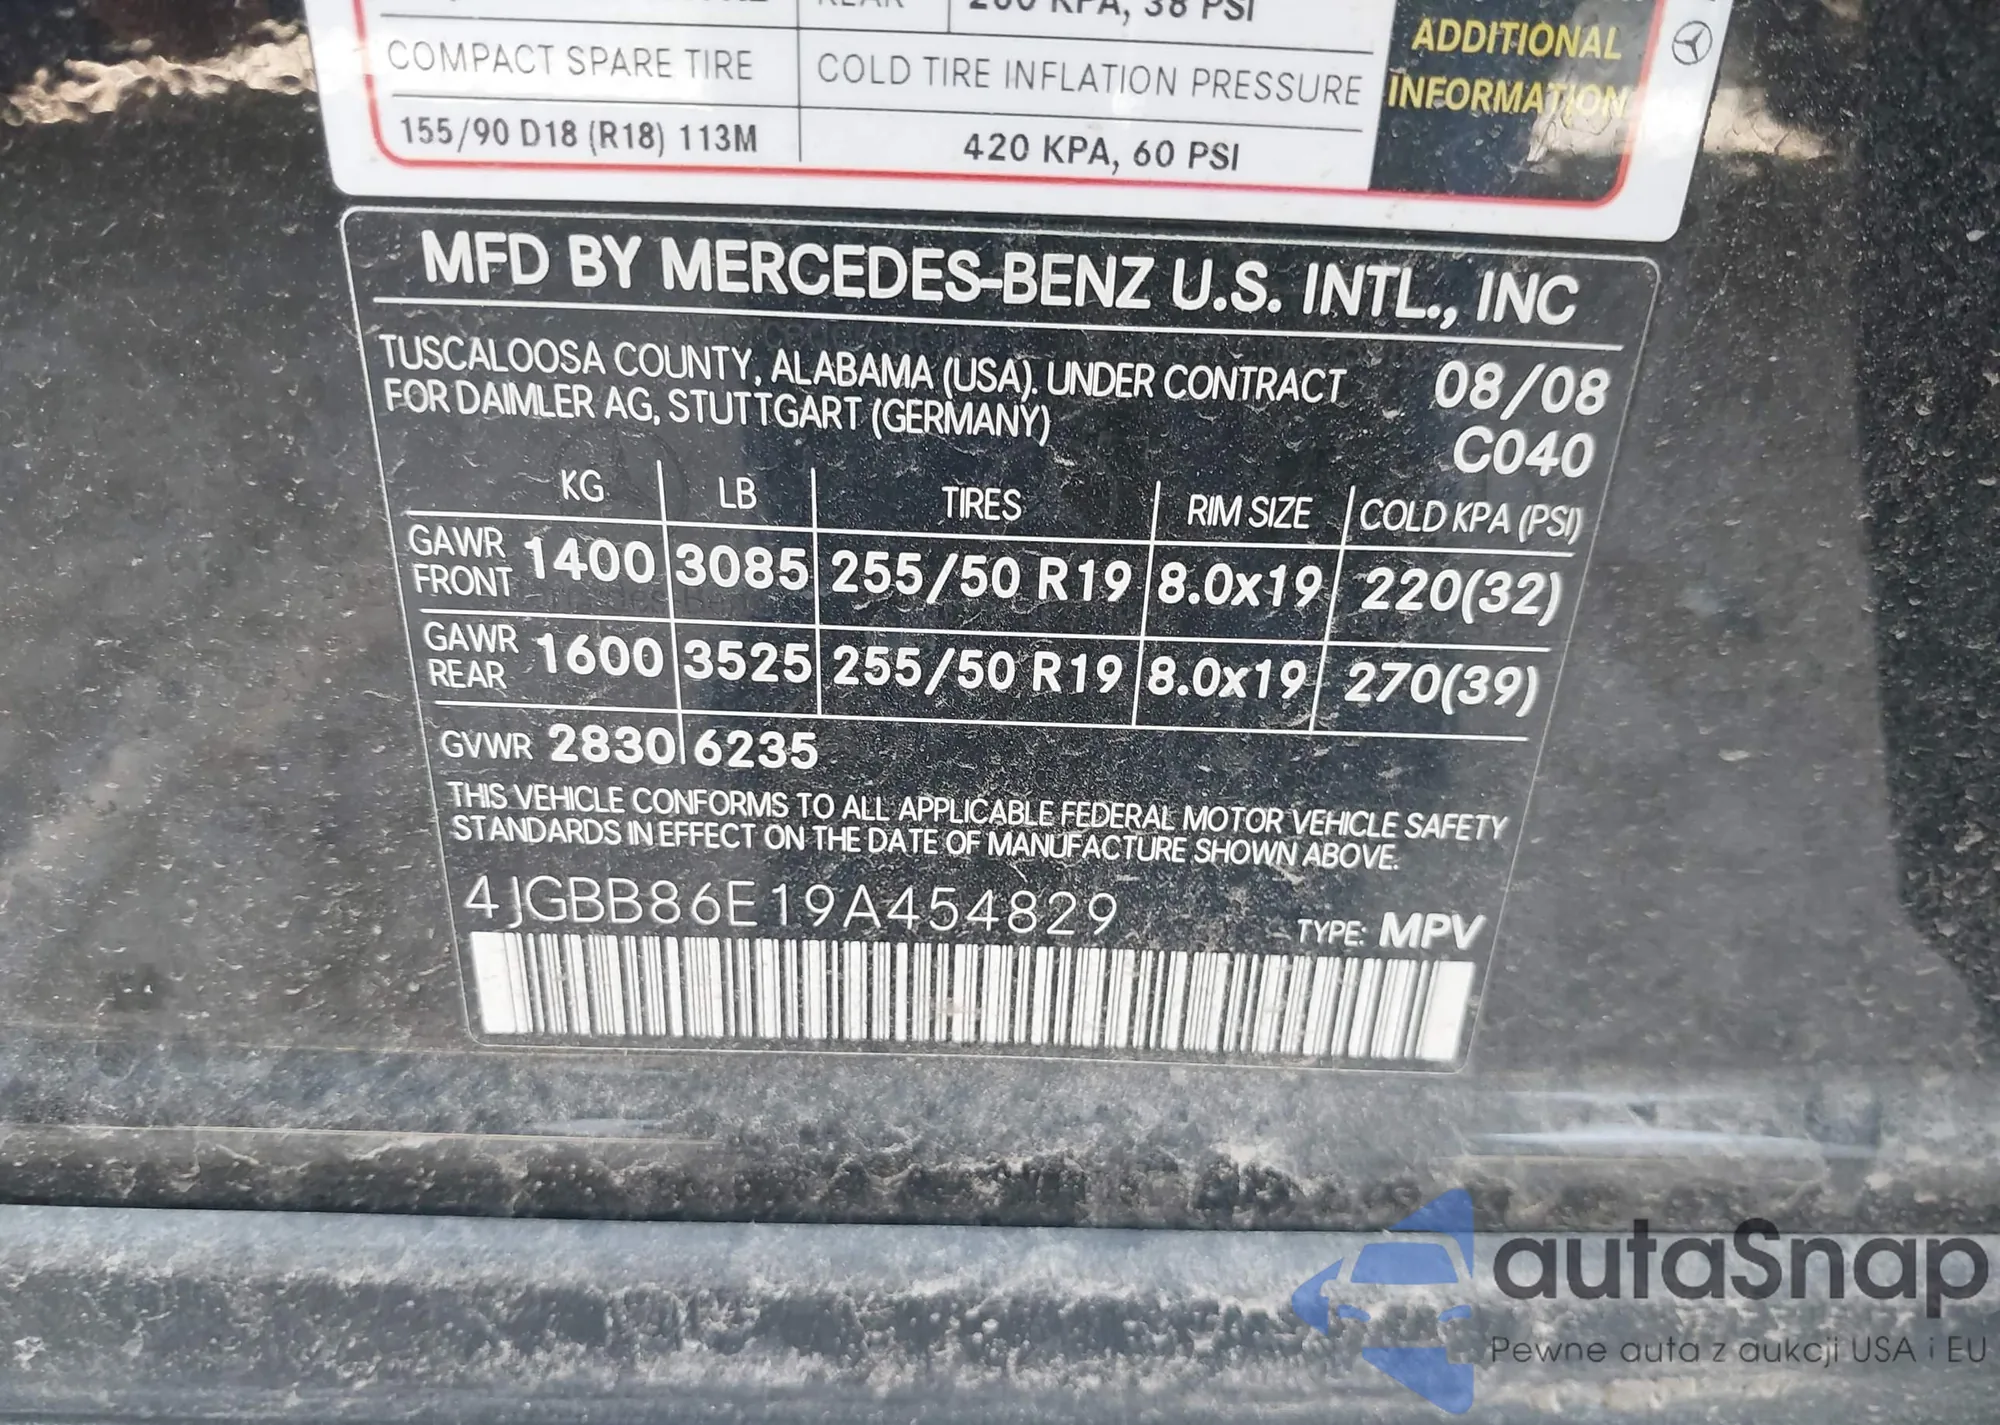 KPA, 38 PSI
COMPACT SPARE TIRE COLD TIRE INFLATION PRESSURE
155/90 D18 (R18) 113M 420 KPA, 60 PSI
ADDITIONAL
INFORMATION
MFD BY MERCEDES-BENZ U.S. INTL., INC
TUSCALOOSA COUNTY, ALABAMA (USA). UNDER CONTRACT 08/08
FOR DAIMLER AG, STUTTGART (GERMANY) C040
KG LB TIRES RIM SIZE COLD KPA (PSI)
GAWR FRONT 1400 3085 255/50 R19 8.0x19 220(32)
GAWR REAR 1600 3525 255/50 R19 8.0x19 270(39)
GVWR 2830 6235
THIS VEHICLE CONFORMS TO ALL APPLICABLE FEDERAL MOTOR VEHICLE SAFETY
STANDARDS IN EFFECT ON THE DATE OF MANUFACTURE SHOWN ABOVE.
4JGBB86E19A454829 TYPE: MPV
autaSnap
Pewne auta z aukcji USA i EU